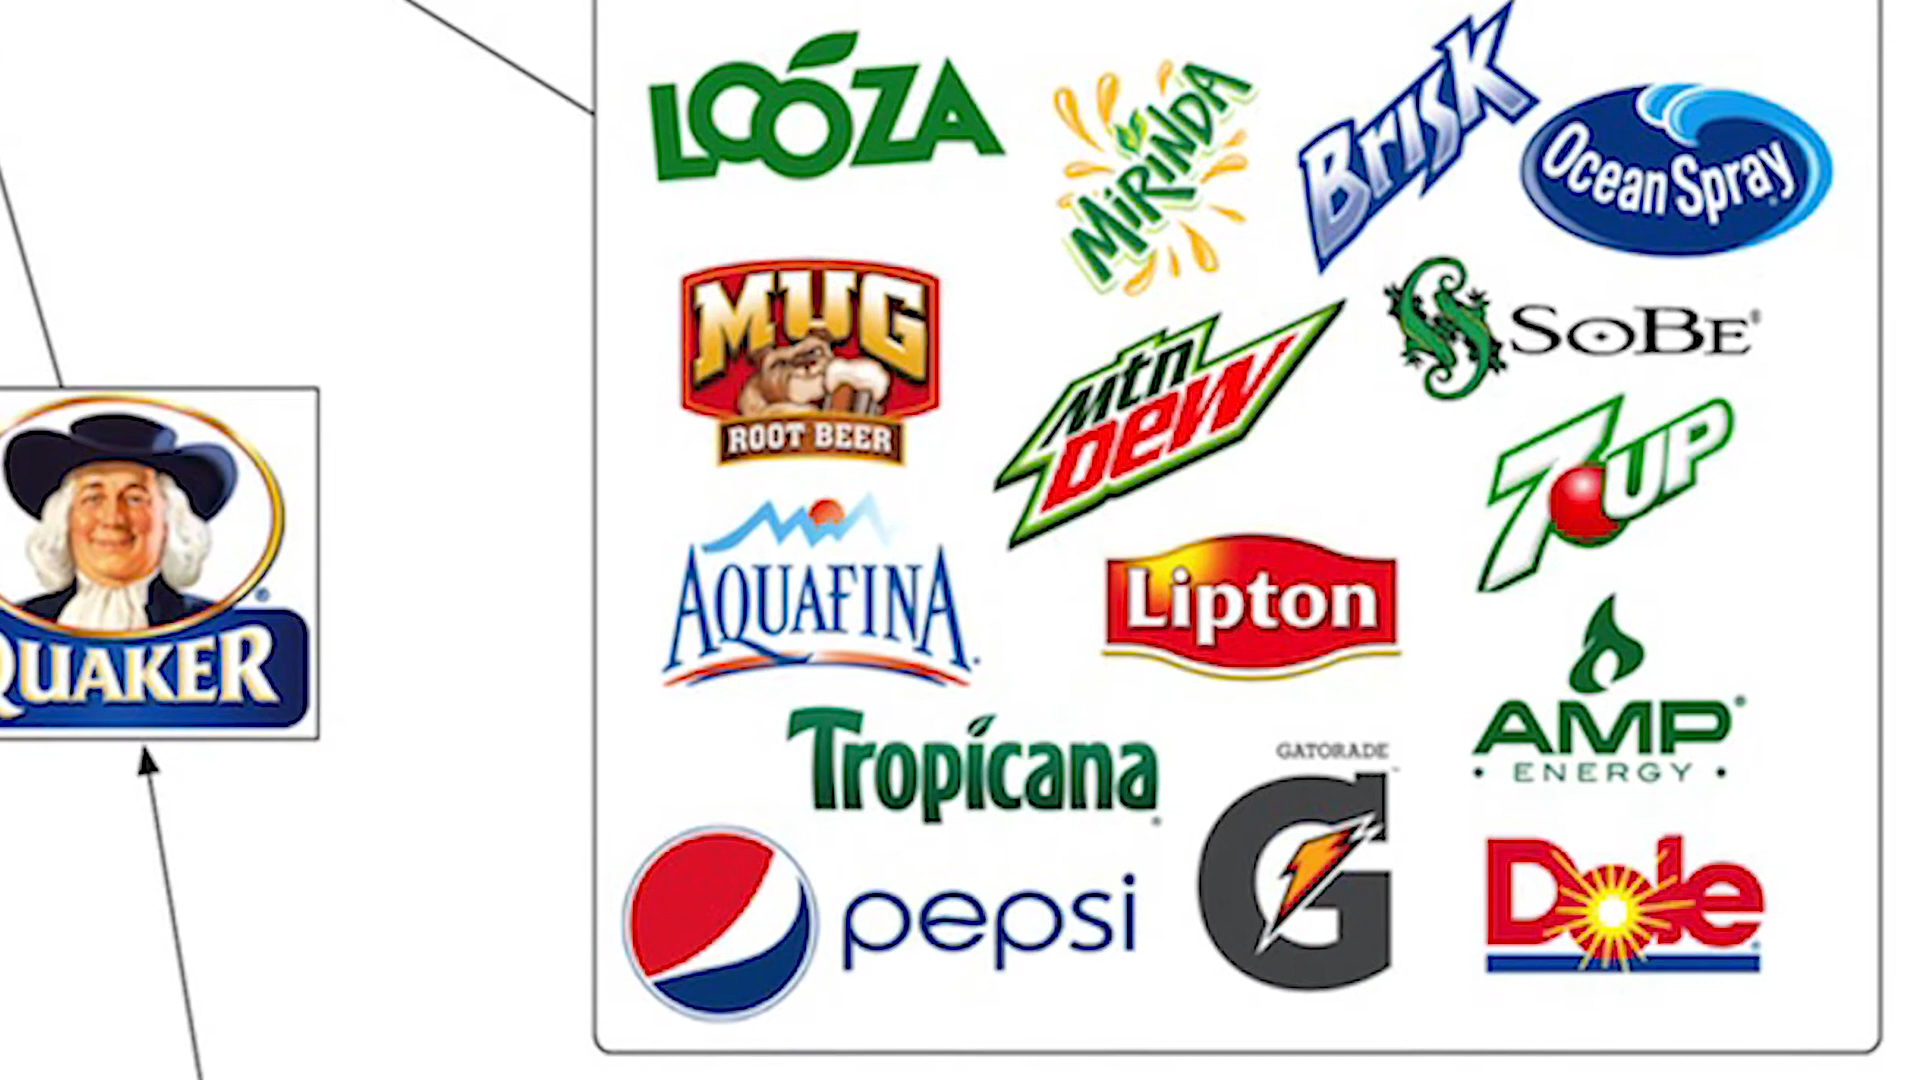 LOÓZA
MiRiNDA
BrisK
Ocean Spray
MUG
ROOT BEER
Mtn
DeW
SoBe®
7UP
QUAKER
®
AQUAFINA
Lipton
AMP®
• ENERGY •
Tropicana
GATORADE
G
pepsi
Dole